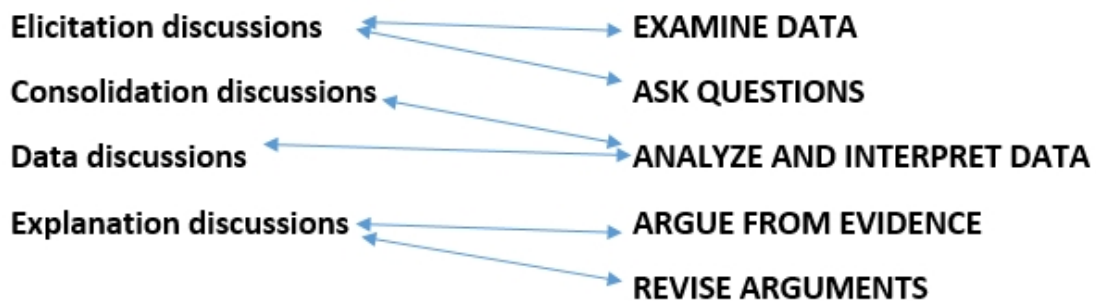 Elicitation discussions EXAMINE DATA
Consolidation discussions ASK QUESTIONS
Data discussions ANALYZE AND INTERPRET DATA
Explanation discussions ARGUE FROM EVIDENCE
REVISE ARGUMENTS